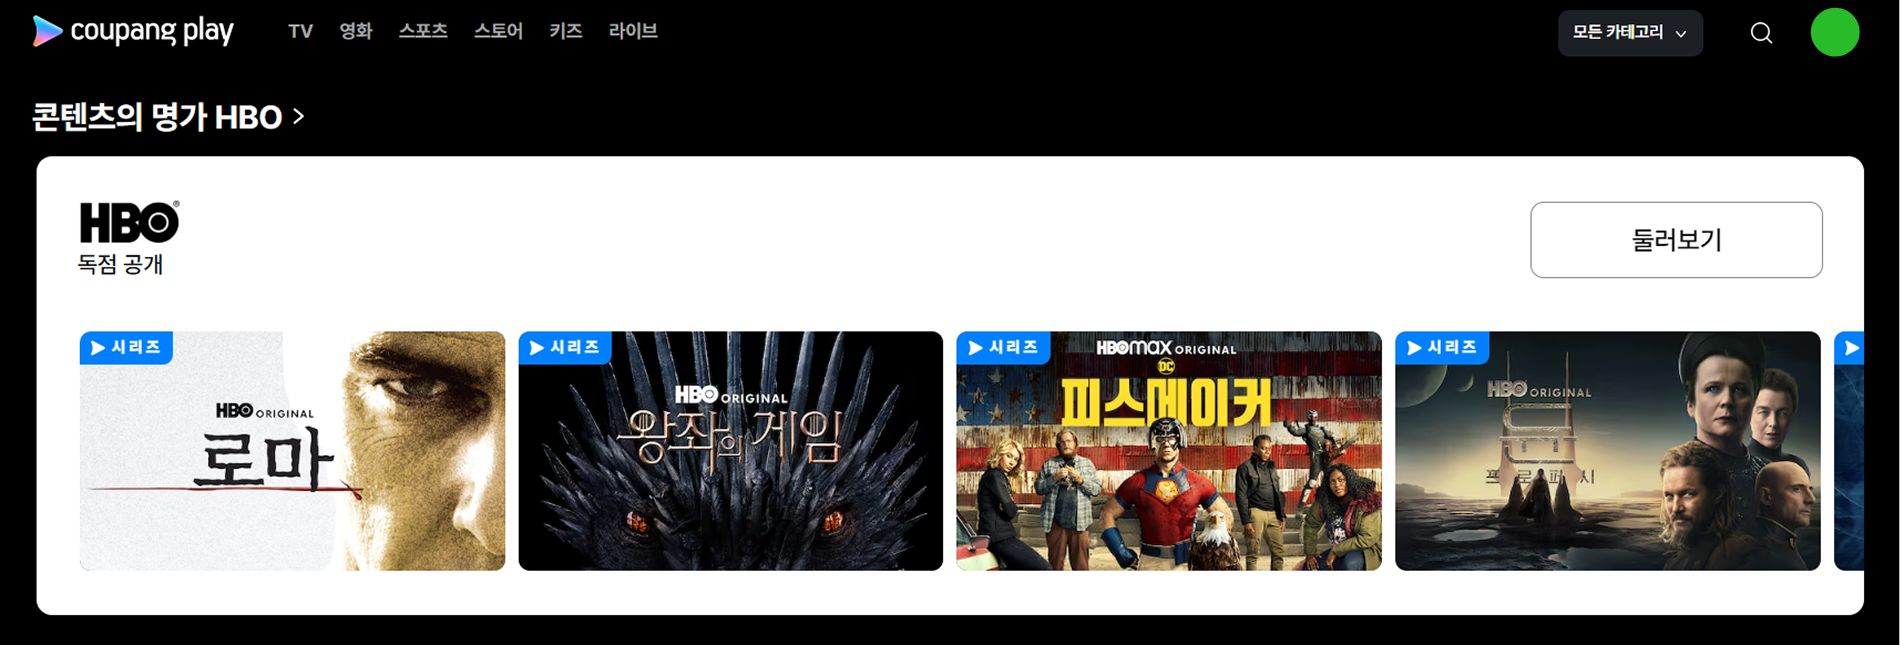 coupang play TV 영화 스포츠 스토어 키즈 라이브 모든 카테고리
콘텐츠의 명가 HBO >
HBO®
독점 공개
둘러보기
시리즈
HBO ORIGINAL
로마
시리즈
HBO ORIGINAL
왕좌의 게임
시리즈
HBO max ORIGINAL
DC
피스메이커
시리즈
HBO ORIGINAL
듄
프로페시